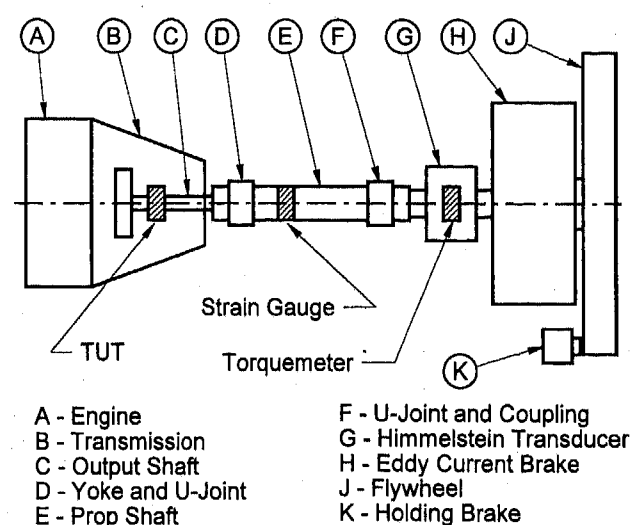 A B C D E F G H J
Strain Gauge
TUT
Torquemeter
K
A - Engine
B - Transmission
C - Output Shaft
D - Yoke and U-Joint
E - Prop Shaft
F - U-Joint and Coupling
G - Himmelstein Transducer
H - Eddy Current Brake
J - Flywheel
K - Holding Brake